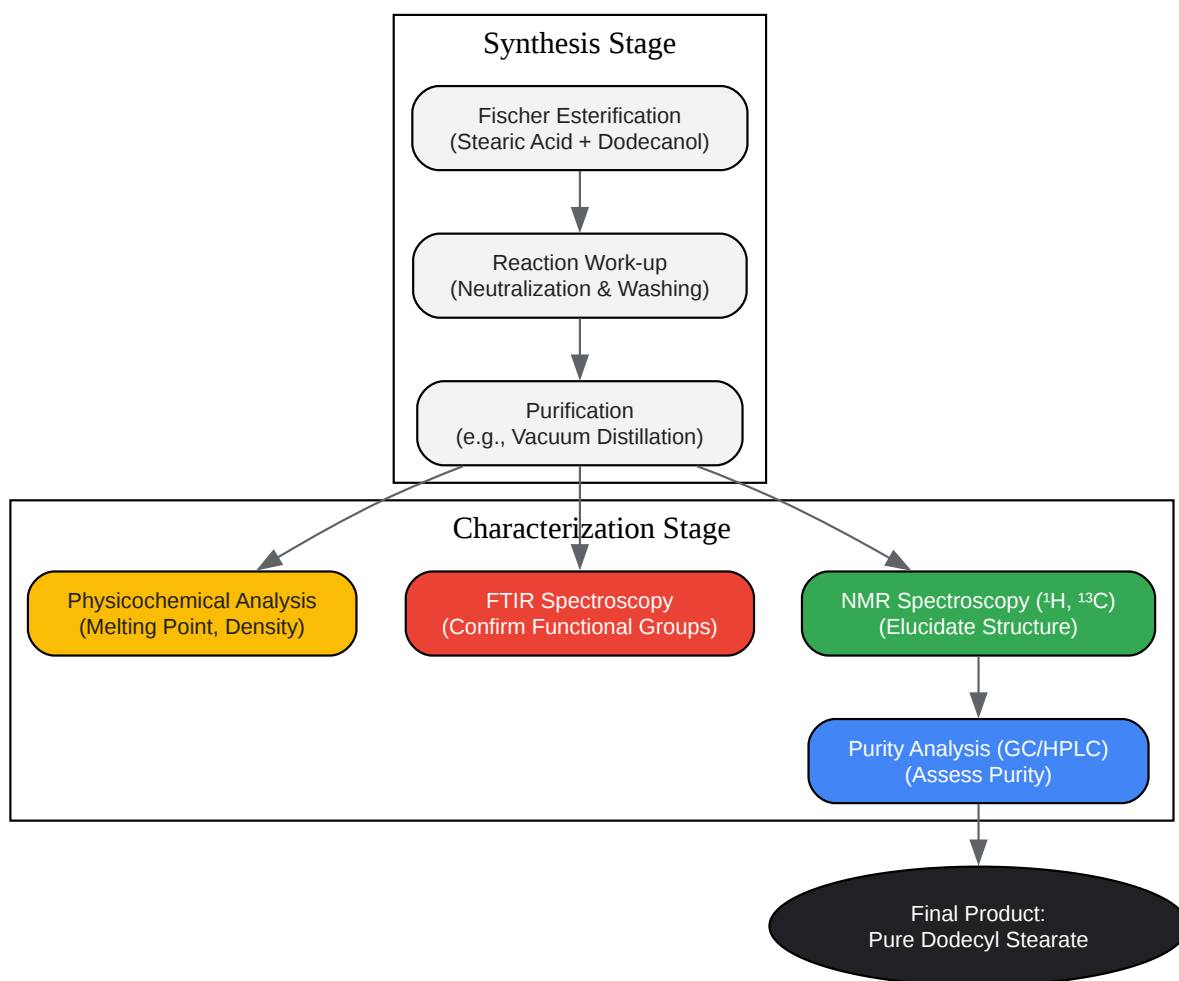 Synthesis Stage
Fischer Esterification
(Stearic Acid + Dodecanol)
Reaction Work-up
(Neutralization & Washing)
Purification
(e.g., Vacuum Distillation)
Characterization Stage
Physicochemical Analysis
(Melting Point, Density)
FTIR Spectroscopy
(Confirm Functional Groups)
NMR Spectroscopy (¹H, ¹³C)
(Elucidate Structure)
Purity Analysis (GC/HPLC)
(Assess Purity)
Final Product:
Pure Dodecyl Stearate